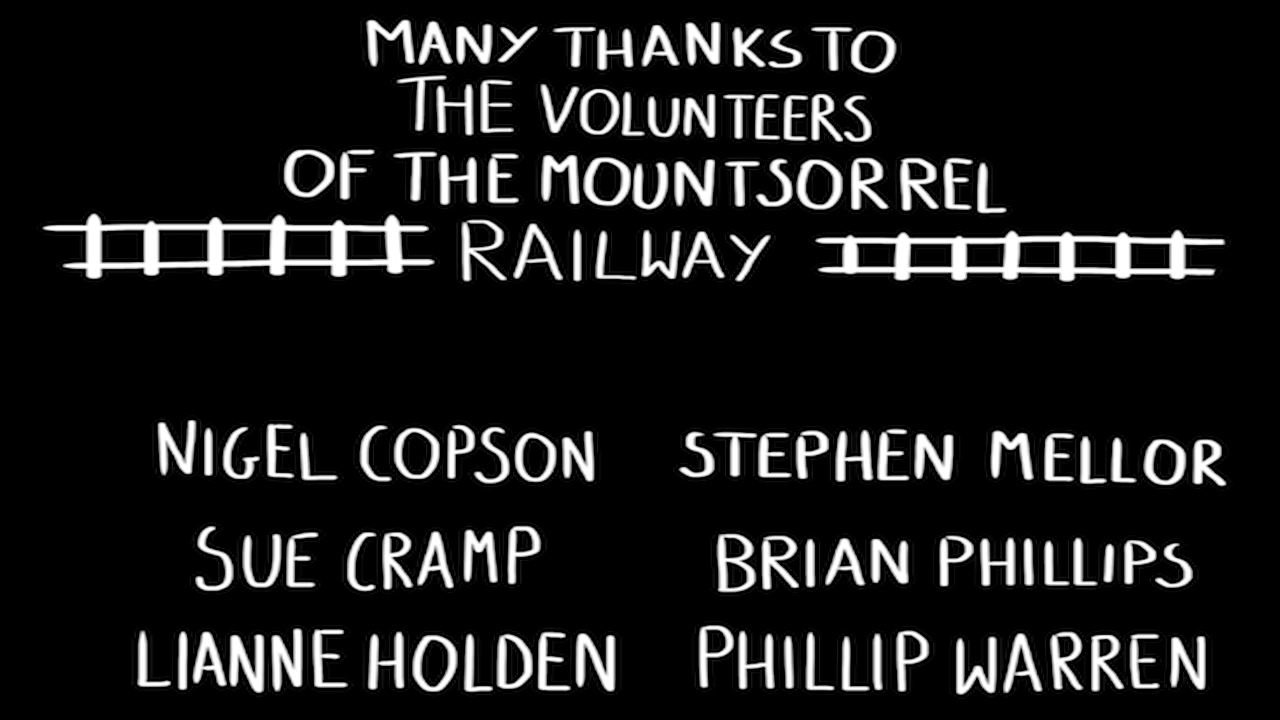 MANY THANKS TO
THE VOLUNTEERS
OF THE MOUNTSORREL
RAILWAY
NIGEL COPSON STEPHEN MELLOR
SUE CRAMP BRIAN PHILLIPS
LIANNE HOLDEN PHILLIP WARREN